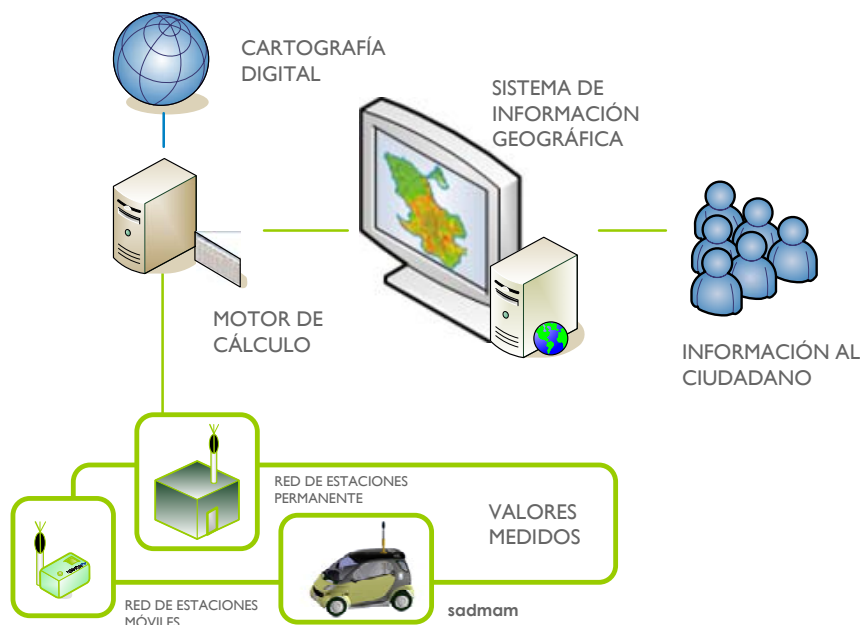 CARTOGRAFÍA
DIGITAL
SISTEMA DE
INFORMACIÓN
GEOGRÁFICA
MOTOR DE
CÁLCULO
INFORMACIÓN AL
CIUDADANO
RED DE ESTACIONES
PERMANENTE
VALORES
MEDIDOS
RED DE ESTACIONES
MÓVILES
sadmam